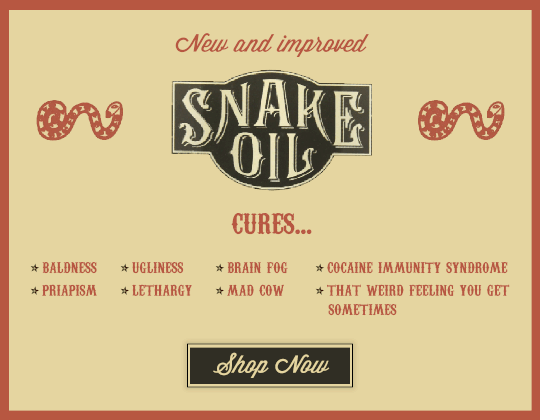 New and improved
SNAKE
OIL
CURES...
BALDNESS
UGLINESS
BRAIN FOG
COCAINE IMMUNITY SYNDROME
PRIAPISM
LETHARGY
MAD COW
THAT WEIRD FEELING YOU GET
SOMETIMES
Shop Now